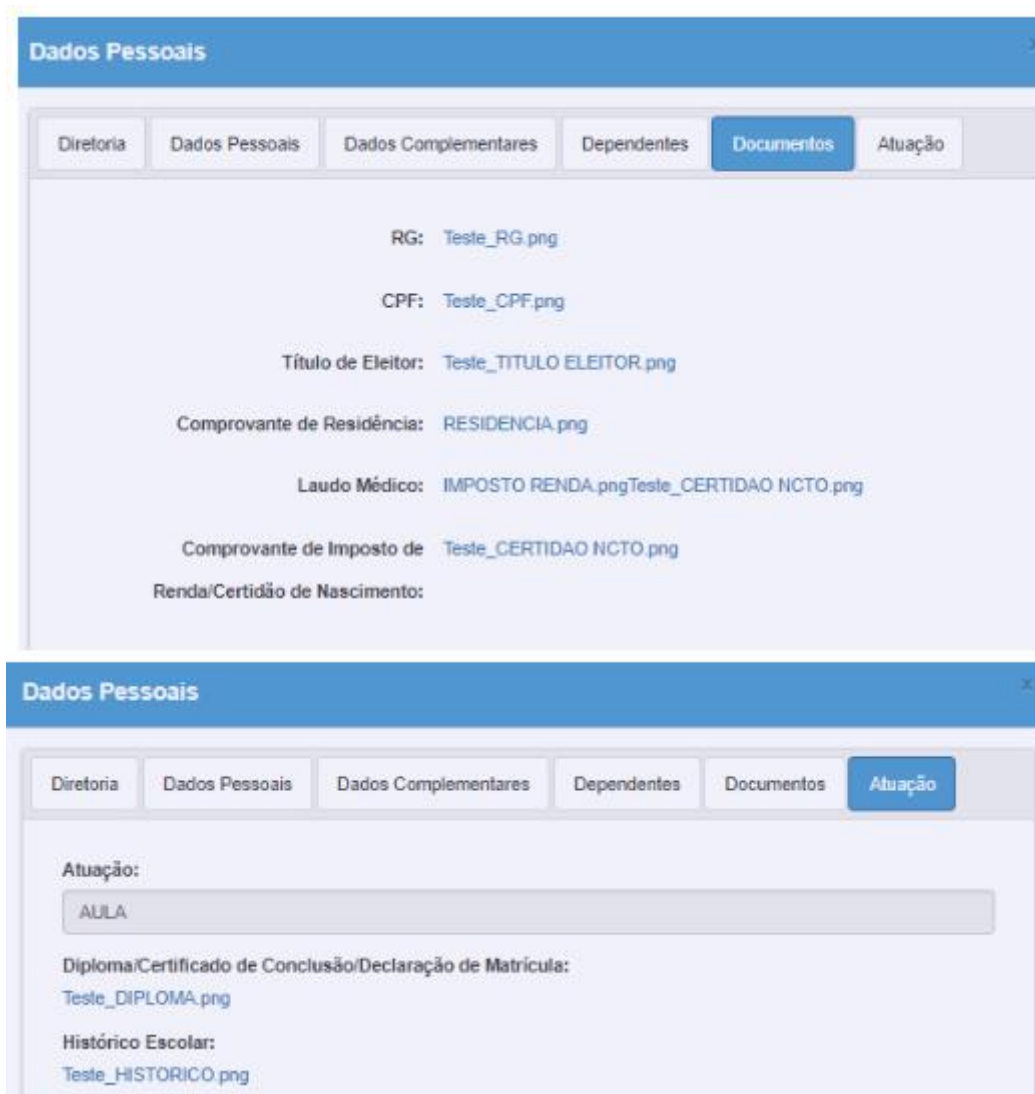 Dados Pessoais
Diretoria Dados Pessoais Dados Complementares Dependentes Documentos Atuação
RG: Teste_RG.png
CPF: Teste_CPF.png
Título de Eleitor: Teste_TITULO ELEITOR.png
Comprovante de Residência: RESIDENCIA.png
Laudo Médico: IMPOSTO RENDA.pngTeste_CERTIDAO NCTO.png
Comprovante de Imposto de Teste_CERTIDAO NCTO.png
Renda/Certidão de Nascimento:
Dados Pessoais x
Diretoria Dados Pessoais Dados Complementares Dependentes Documentos Atuação
Atuação:
AULA
Diploma/Certificado de Conclusão/Declaração de Matrícula:
Teste_DIPLOMA.png
Histórico Escolar:
Teste_HISTORICO.png